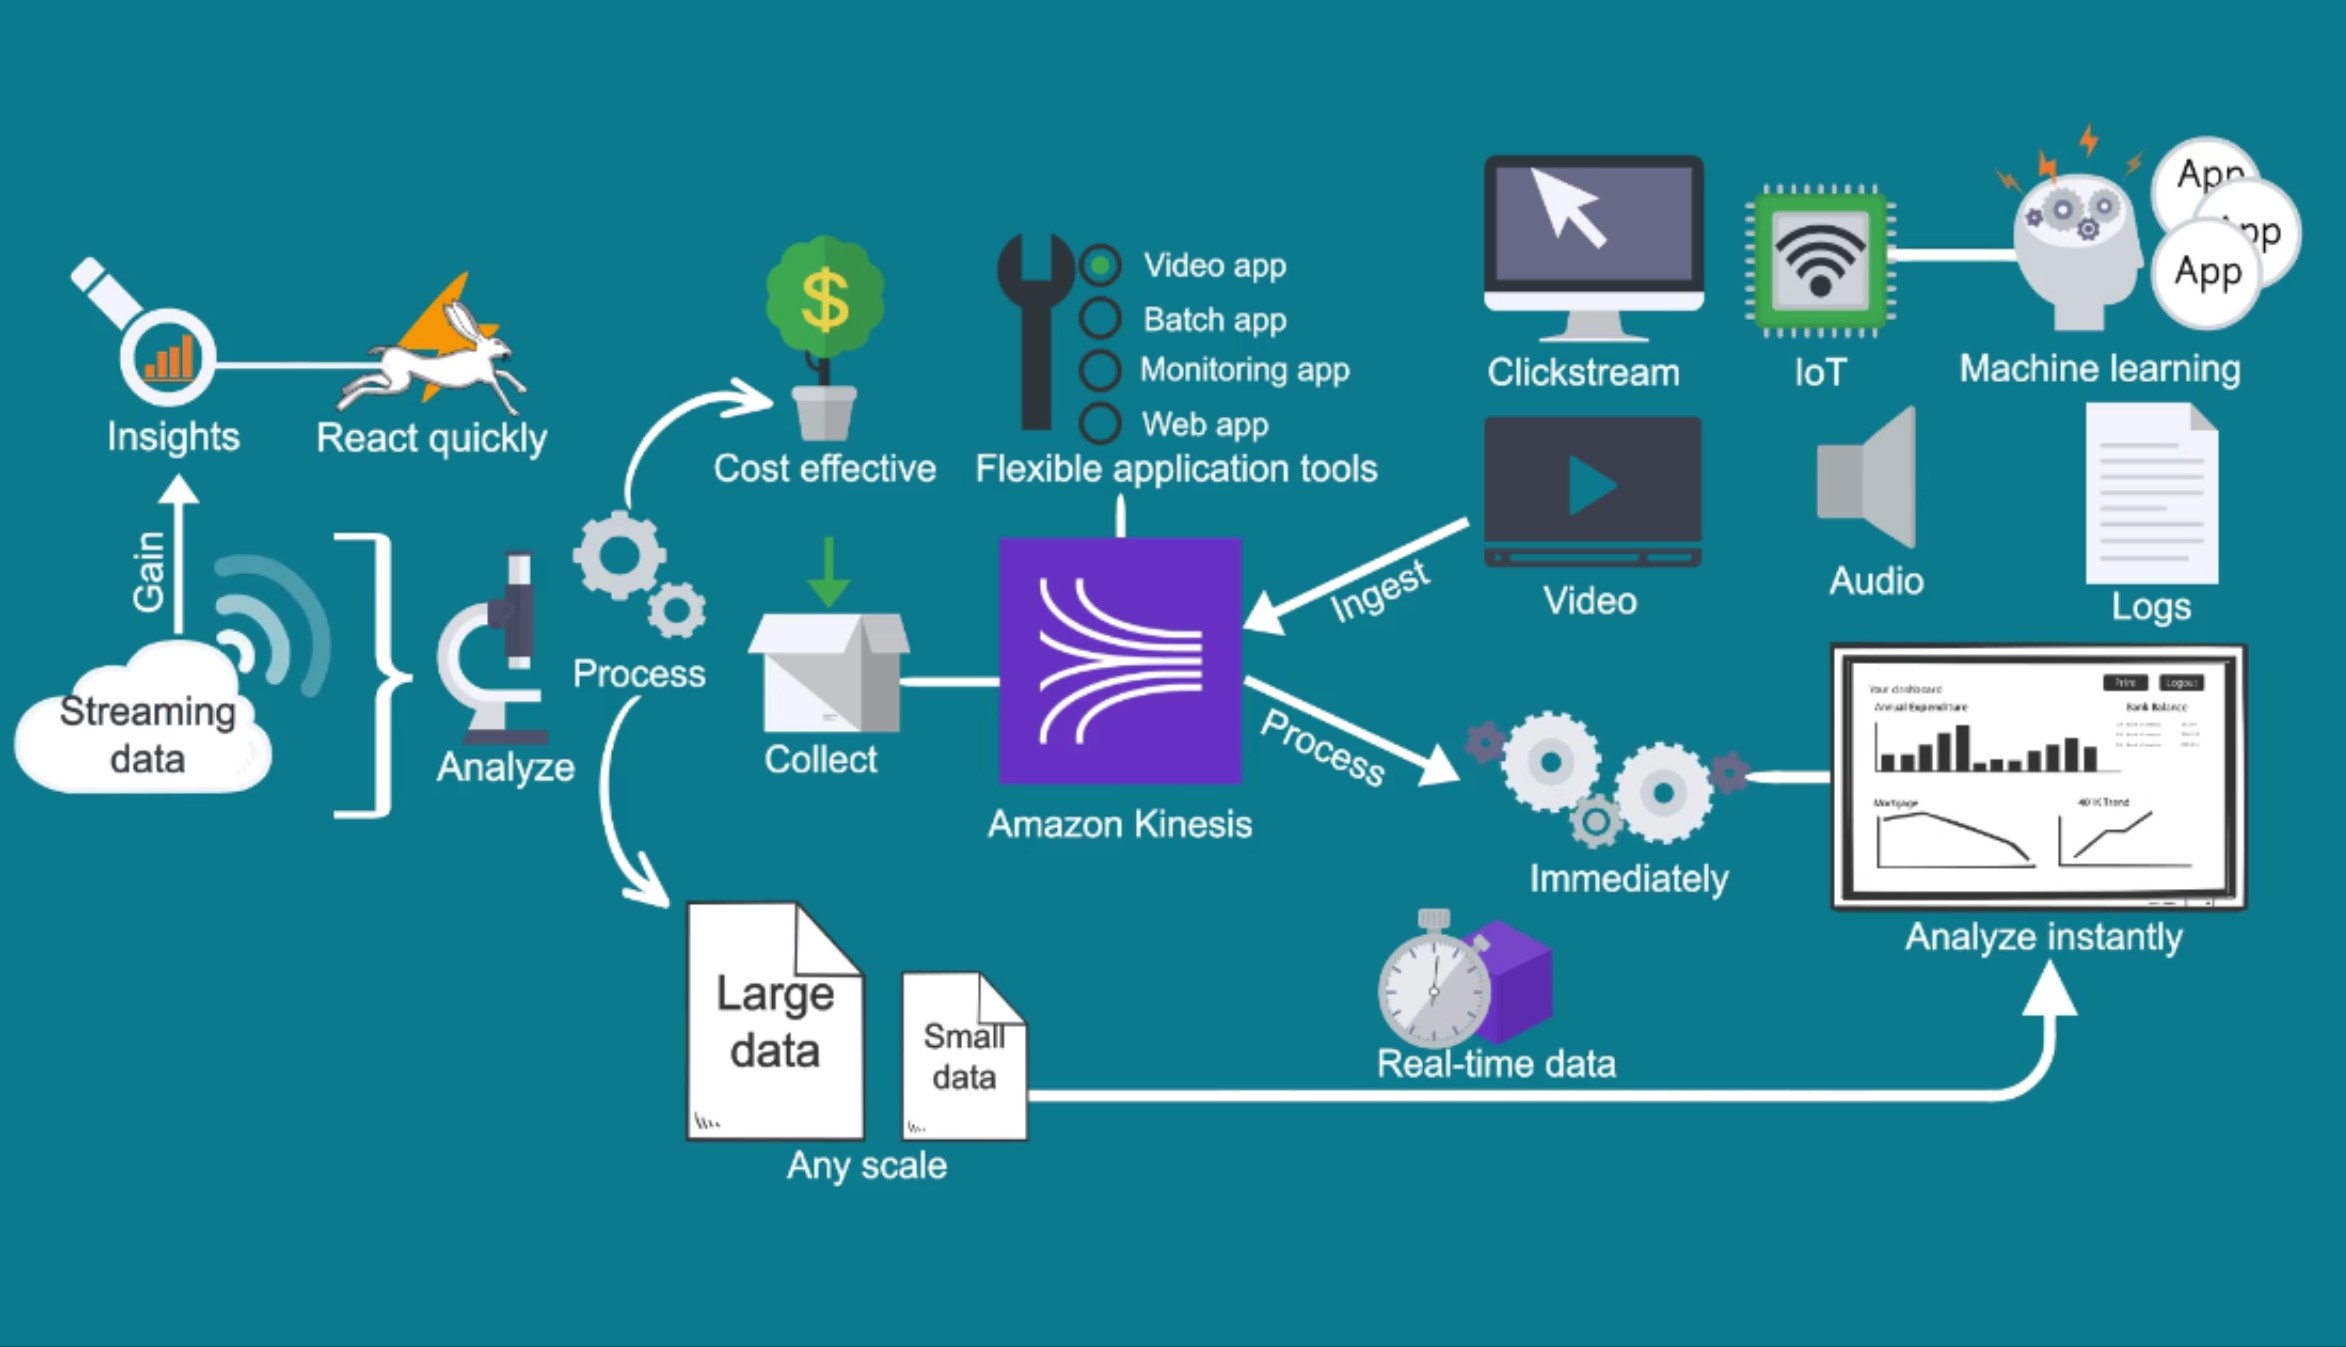 Insights
React quickly
Gain
Streaming
data
Analyze
Process
Cost effective
Collect
Video app
Batch app
Monitoring app
Web app
Flexible application tools
Amazon Kinesis
Ingest
Process
Clickstream
IoT
Machine learning
App
App
Video
Audio
Logs
Immediately
Your dashboard
Print
Logout
Annual Expenditure
Bank Balance
Mortgage
401K Trend
Analyze instantly
Real-time data
Large
data
Small
data
Any scale